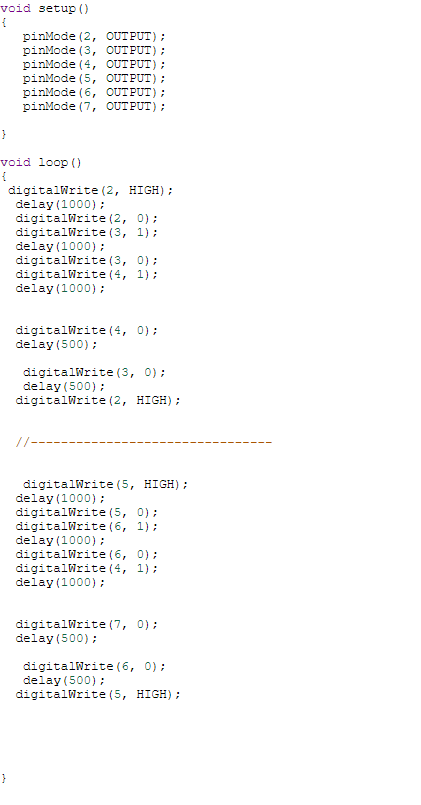 void setup()
{
   pinMode(2, OUTPUT);
   pinMode(3, OUTPUT);
   pinMode(4, OUTPUT);
   pinMode(5, OUTPUT);
   pinMode(6, OUTPUT);
   pinMode(7, OUTPUT);

}

void loop()
{
 digitalWrite(2, HIGH);
  delay(1000);
  digitalWrite(2, 0);
  digitalWrite(3, 1);
  delay(1000);
  digitalWrite(3, 0);
  digitalWrite(4, 1);
  delay(1000);


  digitalWrite(4, 0);
  delay(500);

   digitalWrite(3, 0);
   delay(500);
  digitalWrite(2, HIGH);


  //--------------------------------


   digitalWrite(5, HIGH);
  delay(1000);
  digitalWrite(5, 0);
  digitalWrite(6, 1);
  delay(1000);
  digitalWrite(6, 0);
  digitalWrite(4, 1);
  delay(1000);


  digitalWrite(7, 0);
  delay(500);

   digitalWrite(6, 0);
   delay(500);
  digitalWrite(5, HIGH);





}